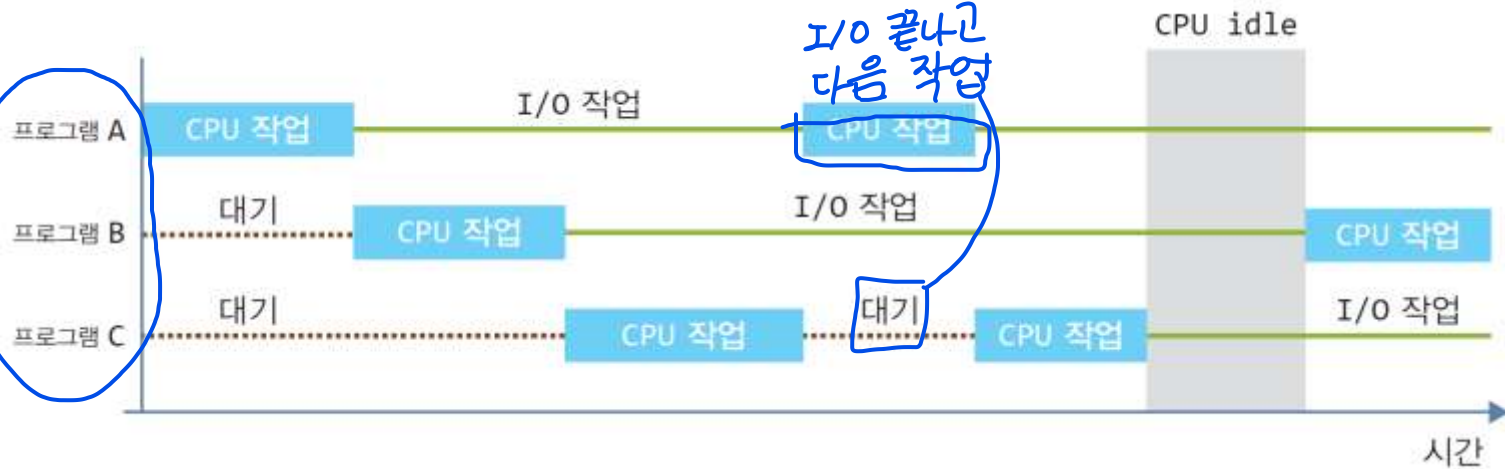 I/O 끝나고
다음 작업
CPU idle
프로그램 A
CPU 작업
I/O 작업
CPU 작업
프로그램 B
대기
CPU 작업
I/O 작업
CPU 작업
프로그램 C
대기
CPU 작업
대기
CPU 작업
I/O 작업
시간